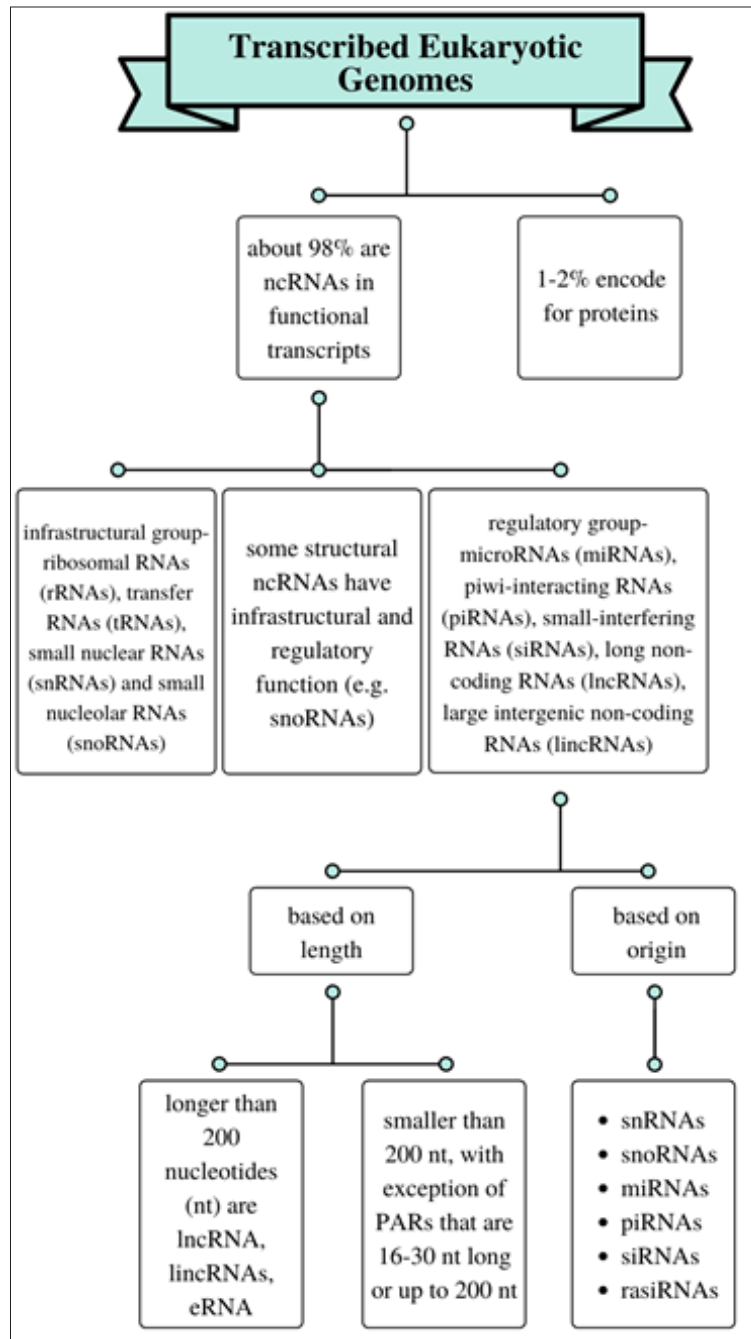 Transcribed Eukaryotic
Genomes
about 98% are
ncRNAs in
functional
transcripts
1-2% encode
for proteins
infrastructural group-
ribosomal RNAs
(rRNAs), transfer
RNAs (tRNAs),
small nuclear RNAs
(snRNAs) and small
nucleolar RNAs
(snoRNAs)
some structural
ncRNAs have
infrastructural and
regulatory
function (e.g.
snoRNAs)
regulatory group-
microRNAs (miRNAs),
piwi-interacting RNAs
(piRNAs), small-interfering
RNAs (siRNAs), long non-
coding RNAs (lncRNAs),
large intergenic non-coding
RNAs (lincRNAs)
based on
length
based on
origin
longer than
200
nucleotides
(nt) are
lncRNA,
lincRNAs,
eRNA
smaller than
200 nt, with
exception of
PARs that are
16-30 nt long
or up to 200 nt
• snRNAs
• snoRNAs
• miRNAs
• piRNAs
• siRNAs
• rasiRNAs